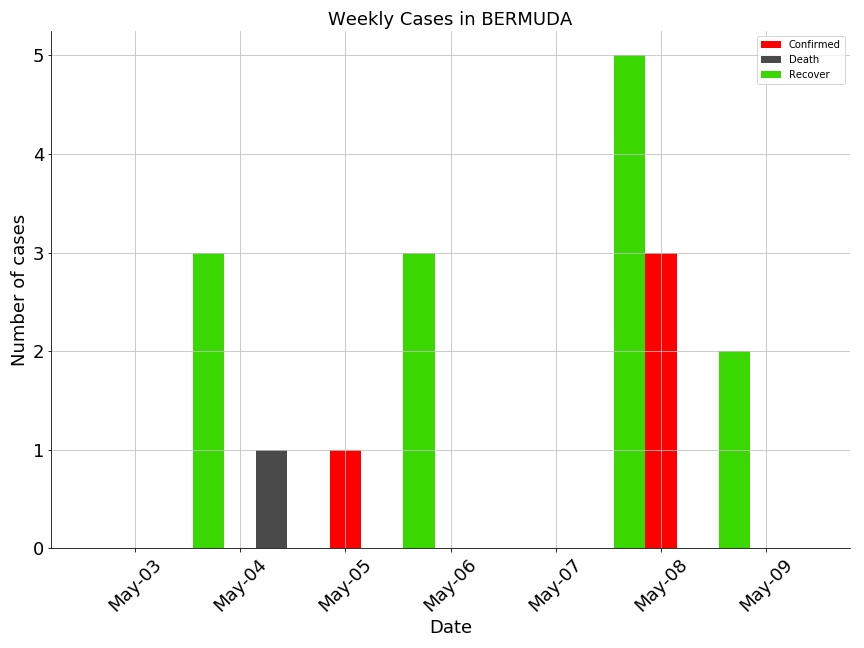 Weekly Cases in BERMUDA
Confirmed
Death
Recover
Number of cases
5
4
3
2
1
0
May-03
May-04
May-05
May-06
May-07
May-08
May-09
Date